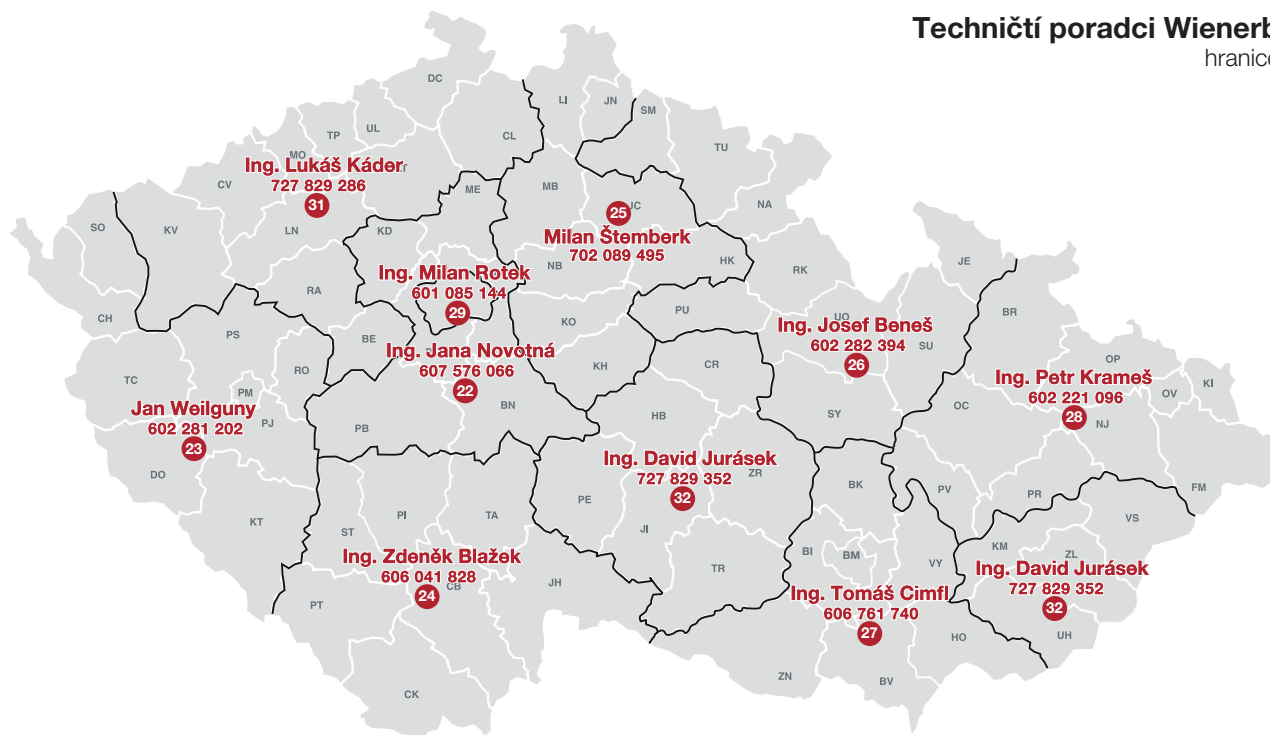 Techničtí poradci Wienerb
hranice
DC
LI
JN
SM
TP
UL
CL
TU
MO
Ing. Lukáš Káder
727 829 286
31
CV
ME
MB
JC
25
NA
Milan Štemberk
702 089 495
SO
KV
LN
KD
NB
HK
RK
JE
Ing. Milan Rotek
601 085 144
29
RA
CH
PS
BE
KO
PU
UO
BR
Ing. Josef Beneš
602 282 394
26
SU
Ing. Jana Novotná
607 576 066
22
RO
KH
CR
OP
TC
PM
Ing. Petr Krameš
602 221 096
28
OV
KI
Jan Weilguny
602 281 202
23
PJ
PB
BN
HB
SY
OC
NJ
DO
Ing. David Jurásek
727 829 352
32
ZR
KT
PE
BK
PV
PR
FM
ST
PI
TA
JI
VS
Ing. Zdeněk Blažek
606 041 828
24
CB
JH
TR
BI
BM
VY
KM
ZL
Ing. David Jurásek
727 829 352
32
UH
PT
Ing. Tomáš Cimfl
606 761 740
27
HO
CK
ZN
BV